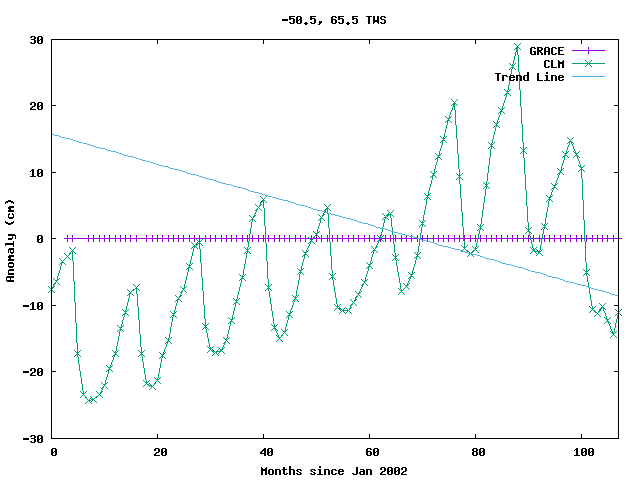 -50.5, 65.5 TWS
GRACE
CLM
Trend Line
30
20
10
0
-10
-20
-30
Anomaly (cm)
0 20 40 60 80 100
Months since Jan 2002